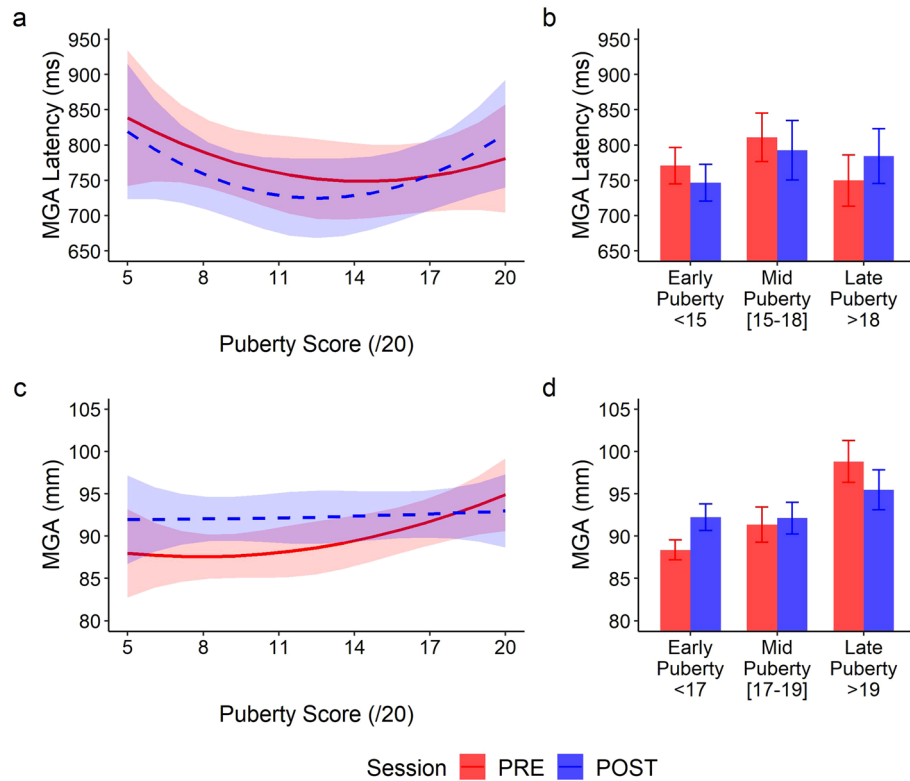 a
MGA Latency (ms)
950
900
850
800
750
700
650
5 8 11 14 17 20
Puberty Score (/20)
b
MGA Latency (ms)
950
900
850
800
750
700
650
Early Puberty <15
Mid Puberty [15-18]
Late Puberty >18
c
MGA (mm)
105
100
95
90
85
80
5 8 11 14 17 20
Puberty Score (/20)
d
MGA (mm)
105
100
95
90
85
80
Early Puberty <17
Mid Puberty [17-19]
Late Puberty >19
Session PRE POST